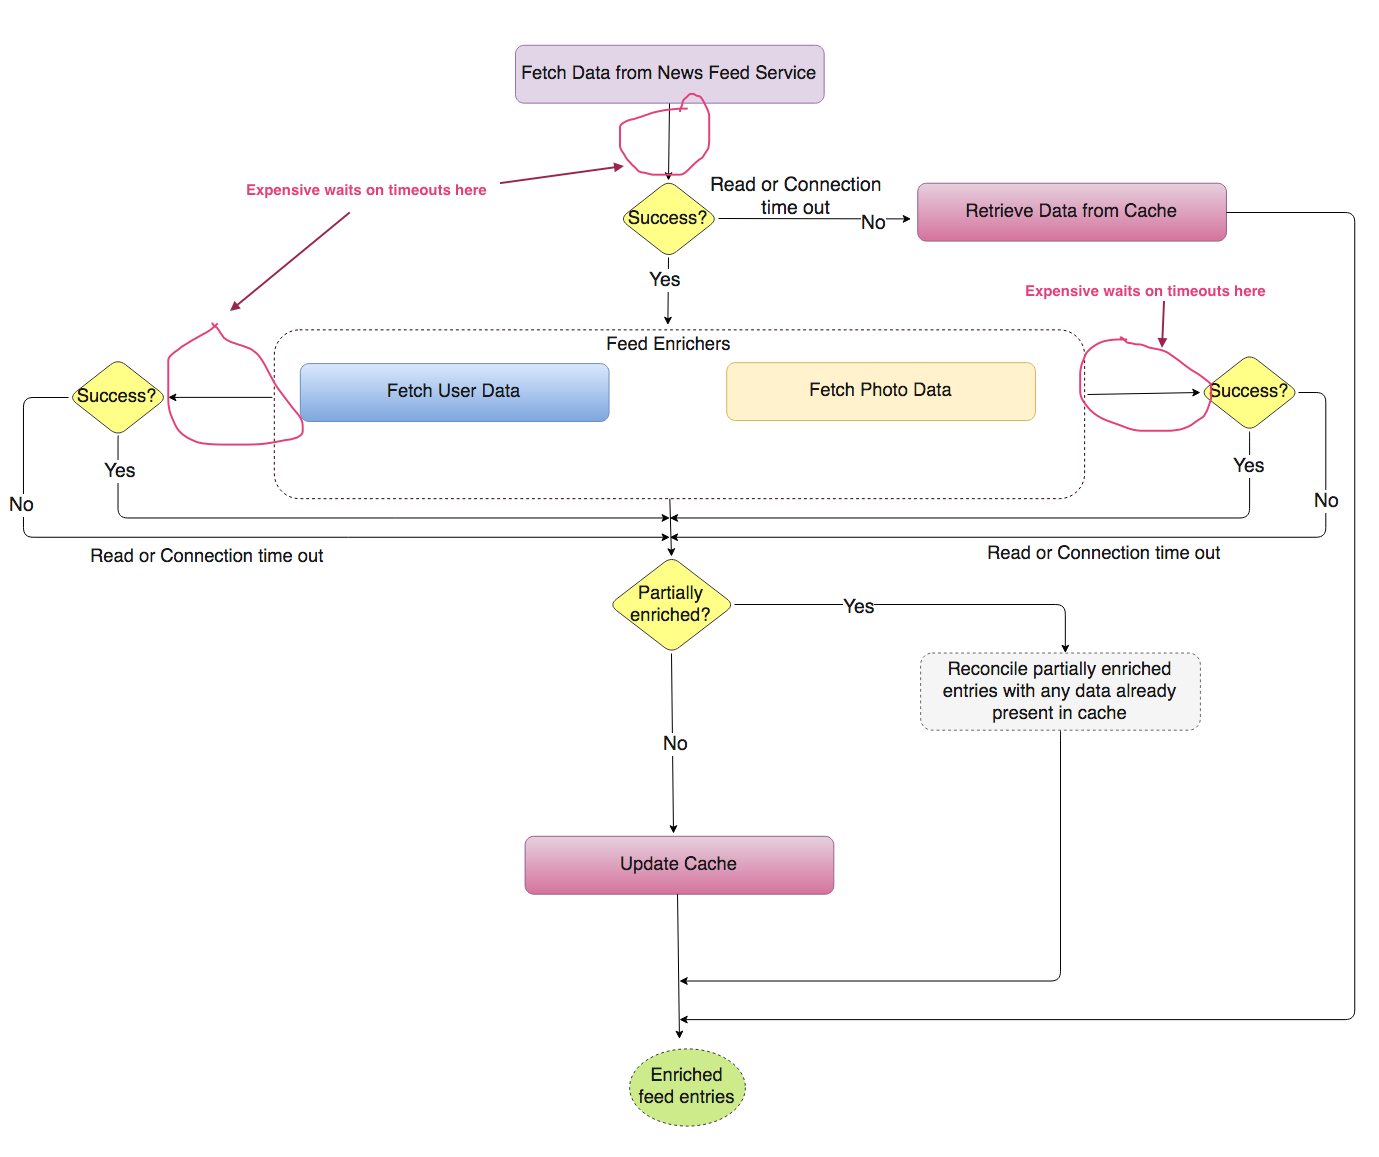 Fetch Data from News Feed Service
Expensive waits on timeouts here
Read or Connection
time out
Success?
No
Retrieve Data from Cache
Yes
Expensive waits on timeouts here
Feed Enrichers
Success?
Fetch User Data
Fetch Photo Data
Success?
Yes
Yes
No
No
Read or Connection time out
Read or Connection time out
Partially
enriched?
Yes
Reconcile partially enriched
entries with any data already
present in cache
No
Update Cache
Enriched
feed entries